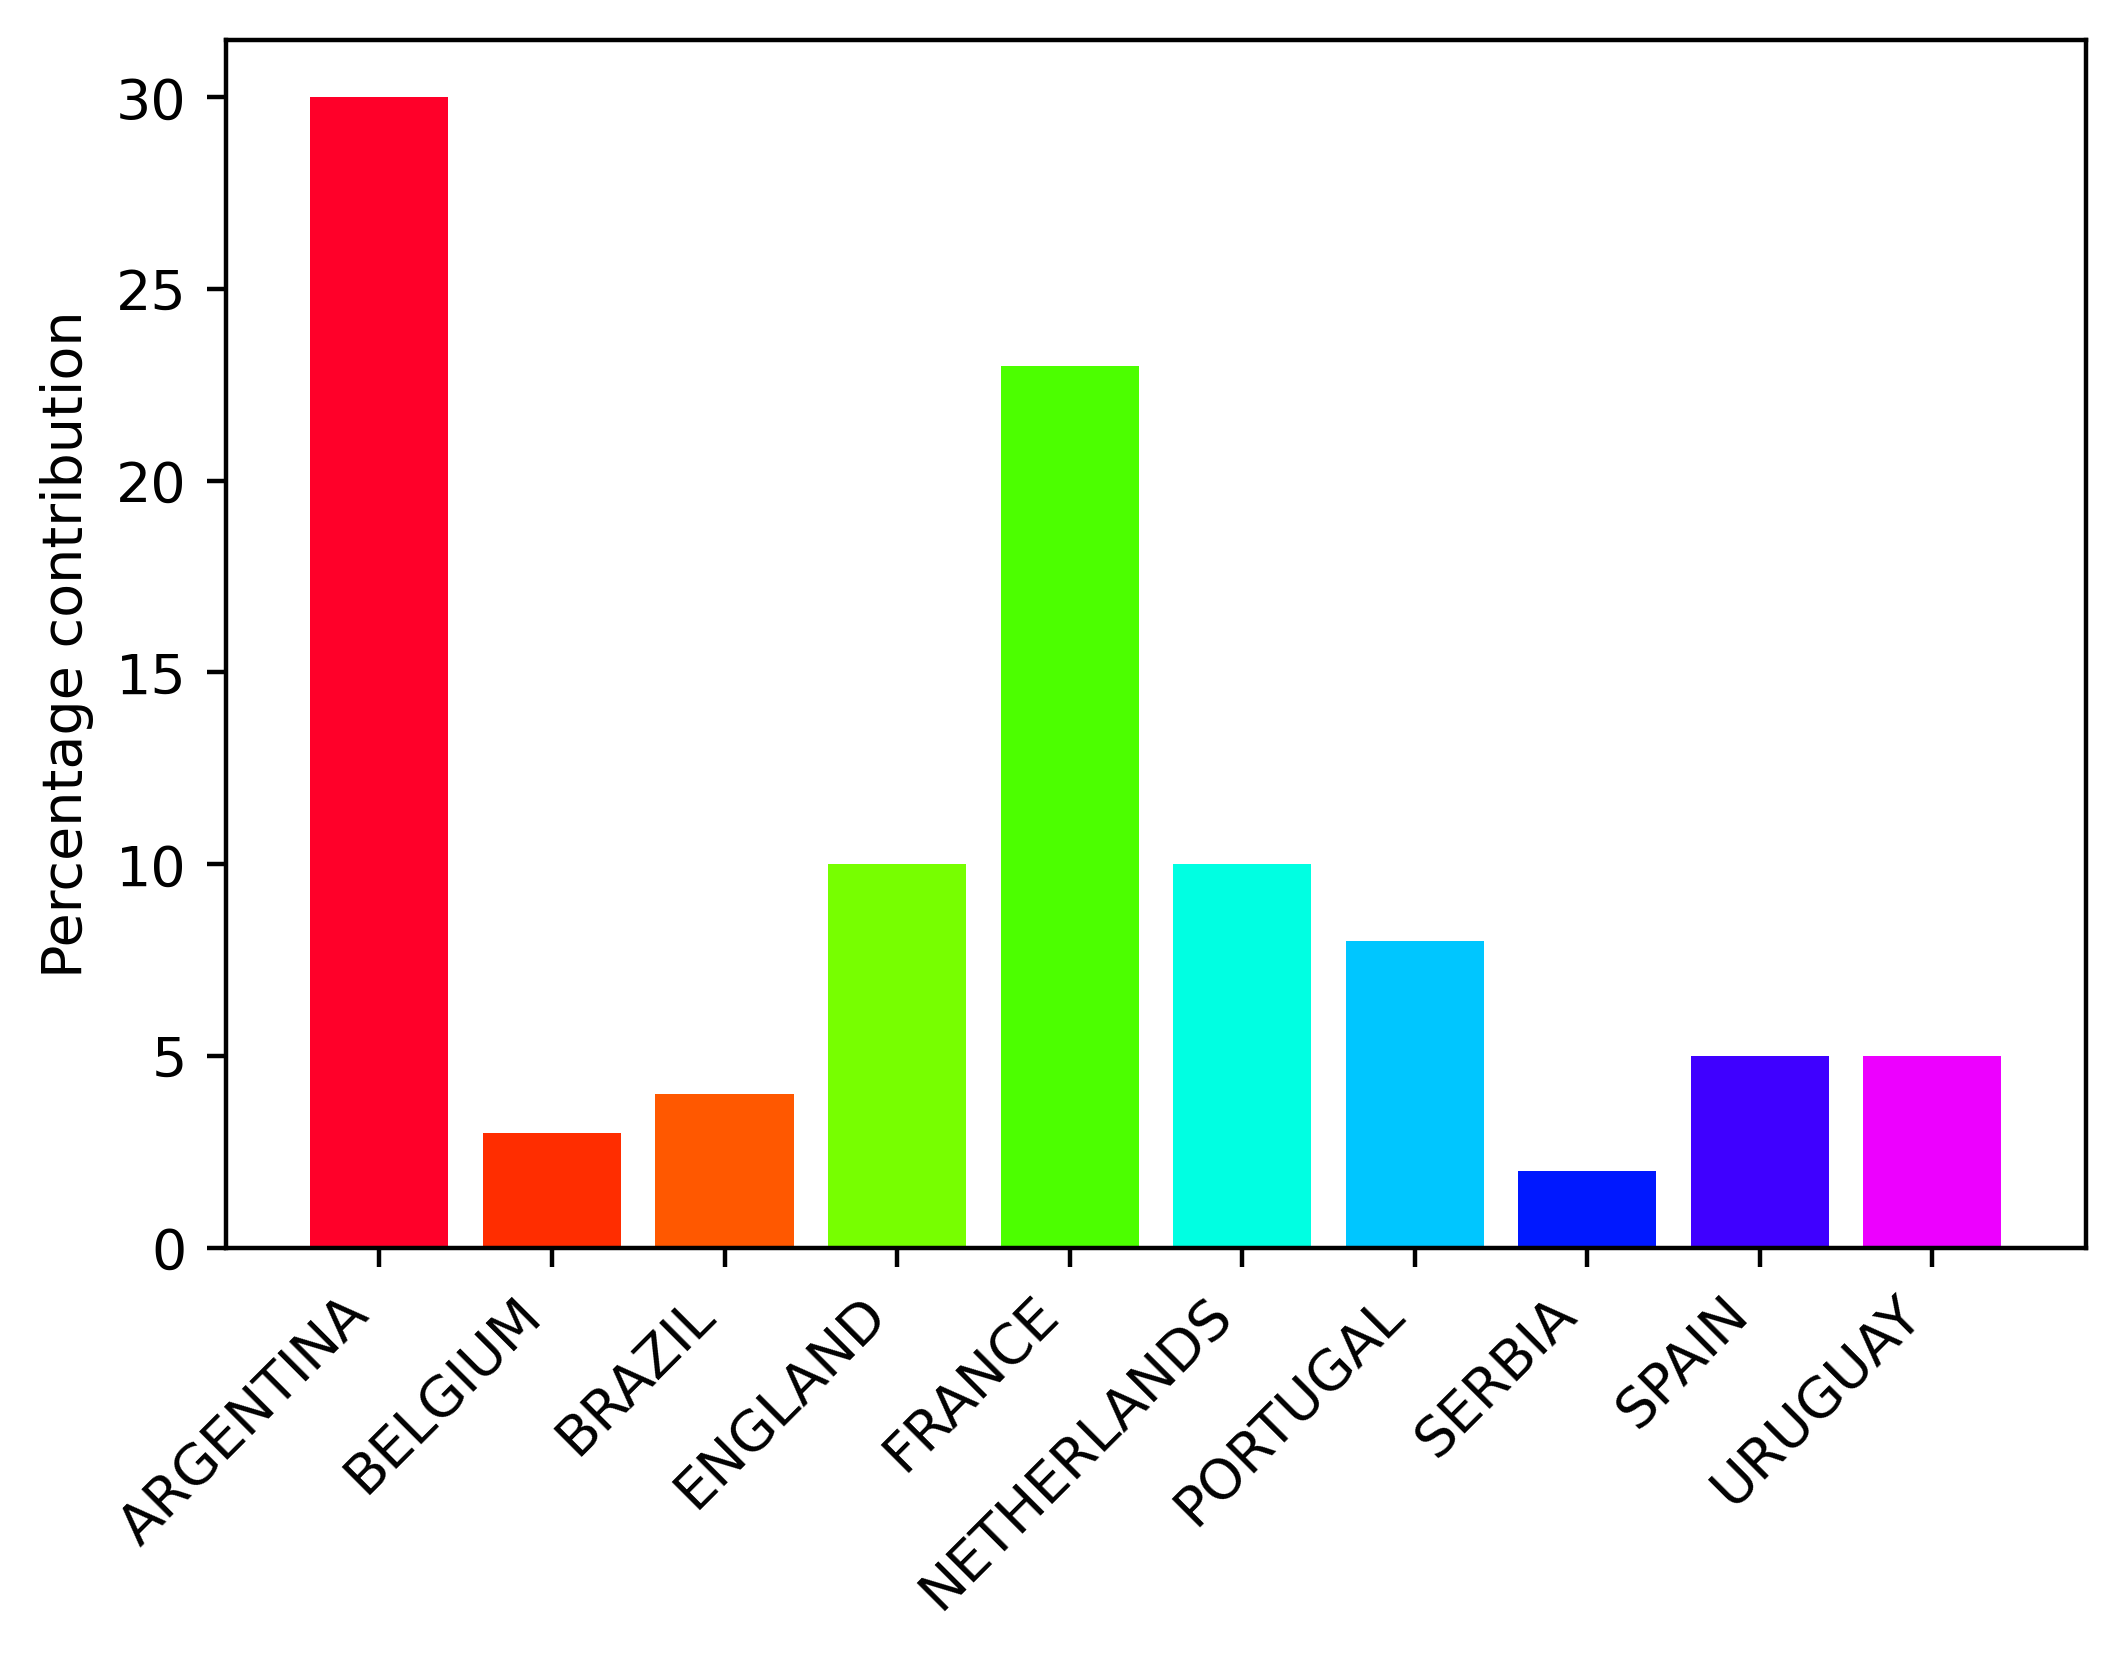 Percentage contribution
30
25
20
15
10
5
0
ARGENTINA
BELGIUM
BRAZIL
ENGLAND
FRANCE
NETHERLANDS
PORTUGAL
SERBIA
SPAIN
URUGUAY